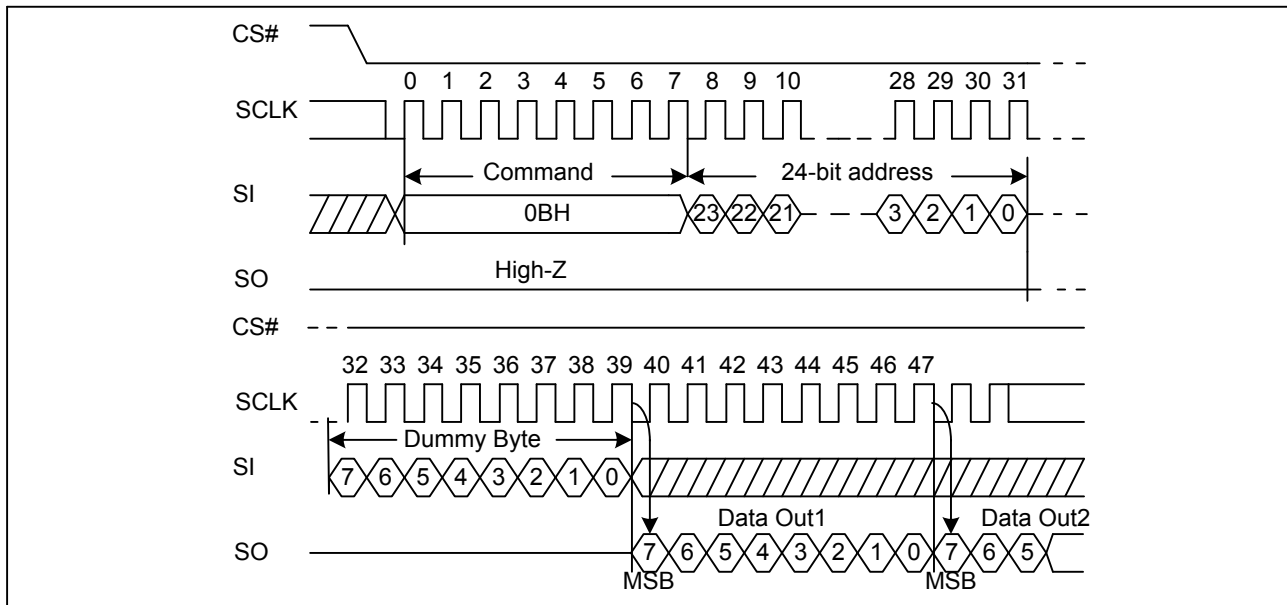 CS#
0 1 2 3 4 5 6 7 8 9 10 28 29 30 31
SCLK
Command 24-bit address
SI
0BH 23 22 21 3 2 1 0
High-Z
SO
CS#
32 33 34 35 36 37 38 39 40 41 42 43 44 45 46 47
SCLK
Dummy Byte
SI
7 6 5 4 3 2 1 0
Data Out1 Data Out2
SO
7 6 5 4 3 2 1 0 7 6 5
MSB MSB